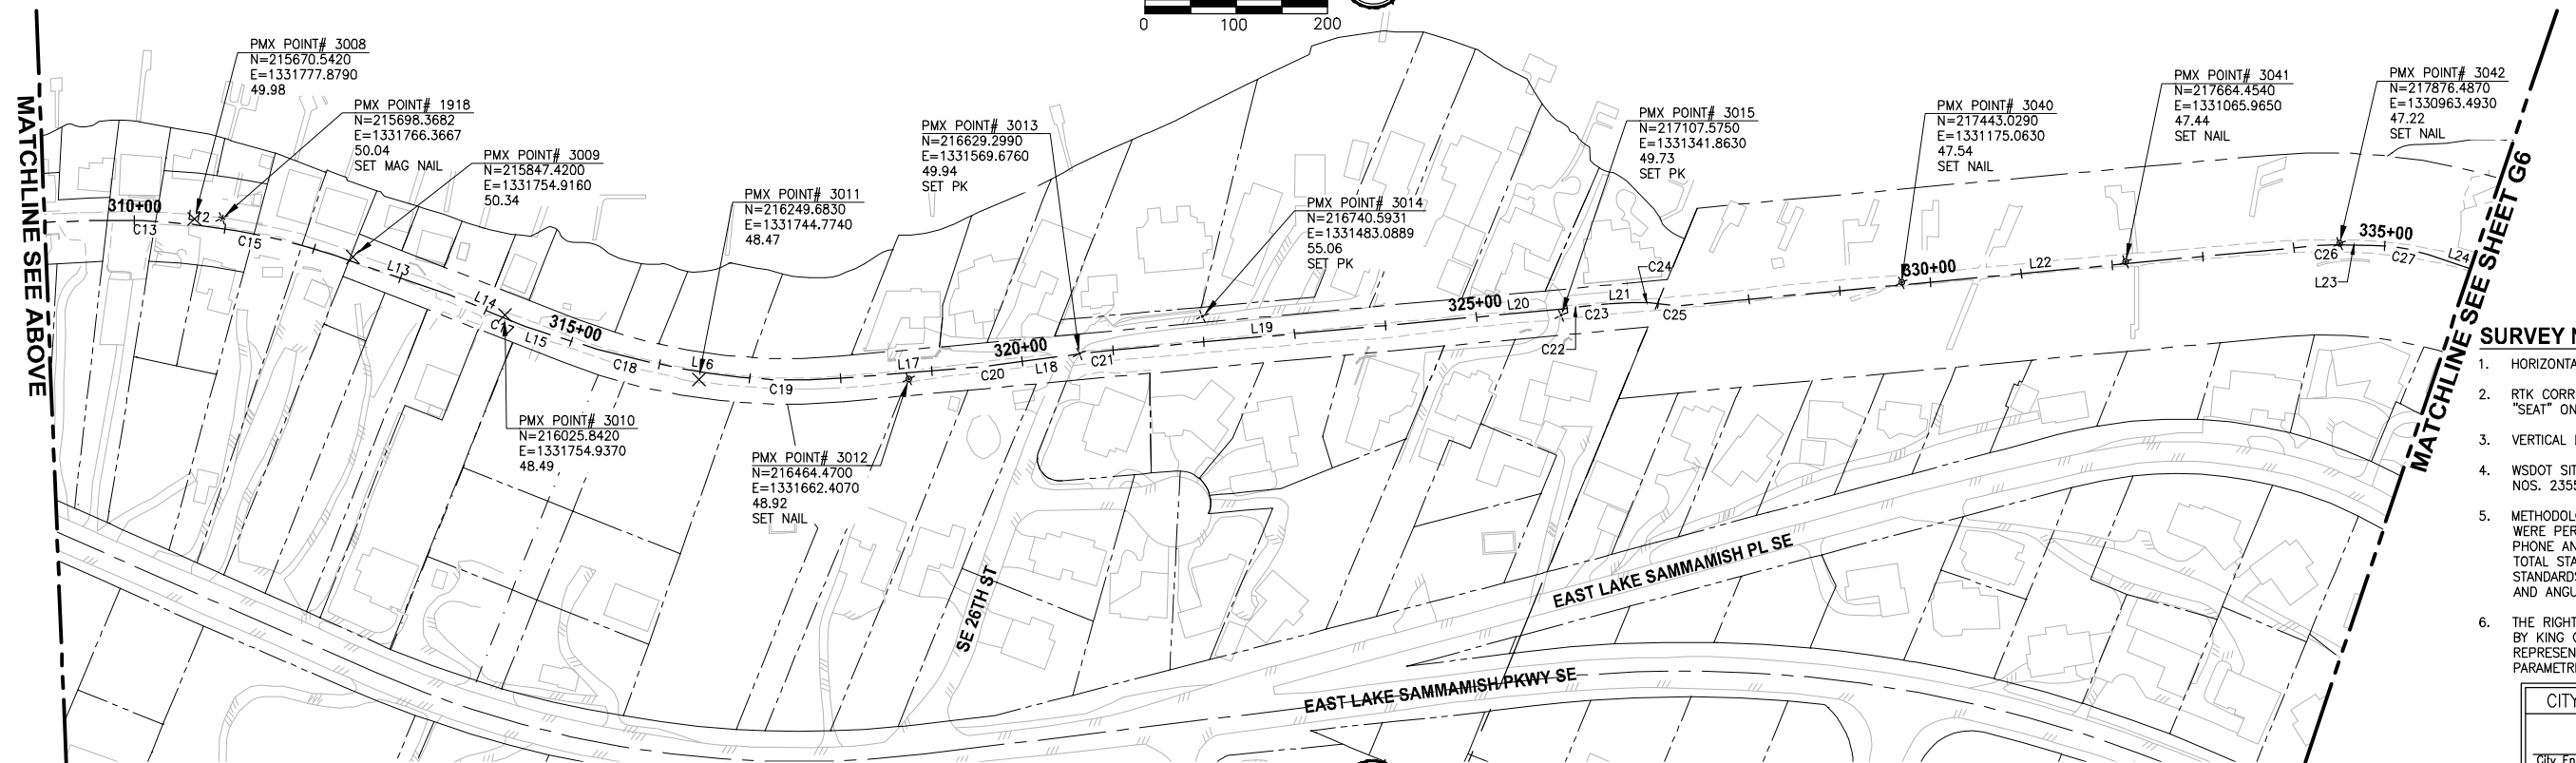 0 100 200
PMX POINT# 3008
N=215670.5420
E=1331777.8790
49.98
PMX POINT# 1918
N=215698.3682
E=1331766.3667
50.04
SET MAG NAIL
PMX POINT# 3009
N=215847.4200
E=1331754.9160
50.34
PMX POINT# 3011
N=216249.6830
E=1331744.7740
48.47
PMX POINT# 3013
N=216629.2990
E=1331569.6760
49.94
SET PK
PMX POINT# 3014
N=216740.5931
E=1331483.0889
55.06
SET PK
PMX POINT# 3015
N=217107.5750
E=1331341.8630
49.73
SET PK
PMX POINT# 3040
N=217443.0290
E=1331175.0630
47.54
SET NAIL
PMX POINT# 3041
N=217664.4540
E=1331065.9650
47.44
SET NAIL
PMX POINT# 3042
N=217876.4870
E=1330963.4930
47.22
SET NAIL
MATCHLINE SEE ABOVE
310+00
C13
L12
C15
L13
L14
C17
L15
315+00
C18
L16
C19
L17
C20
320+00
L18
C21
L19
325+00
L20
C22
C23
L21
C24
C25
330+00
L22
C26
L23
335+00
C27
L24
MATCHLINE SEE SHEET G6
PMX POINT# 3010
N=216025.8420
E=1331754.9370
48.49
PMX POINT# 3012
N=216464.4700
E=1331662.4070
48.92
SET NAIL
SE 26TH ST
EAST LAKE SAMMAMISH PL SE
EAST LAKE SAMMAMISH PKWY SE
SURVEY
1. HORIZONTA
2. RTK CORR
"SEAT" ON
3. VERTICAL
4. WSDOT SIT
NOS. 2355
5. METHODOL
WERE PER
PHONE AN
TOTAL STA
STANDARDS
AND ANGU
6. THE RIGHT
BY KING
REPRESEN
PARAMETRI
CITY